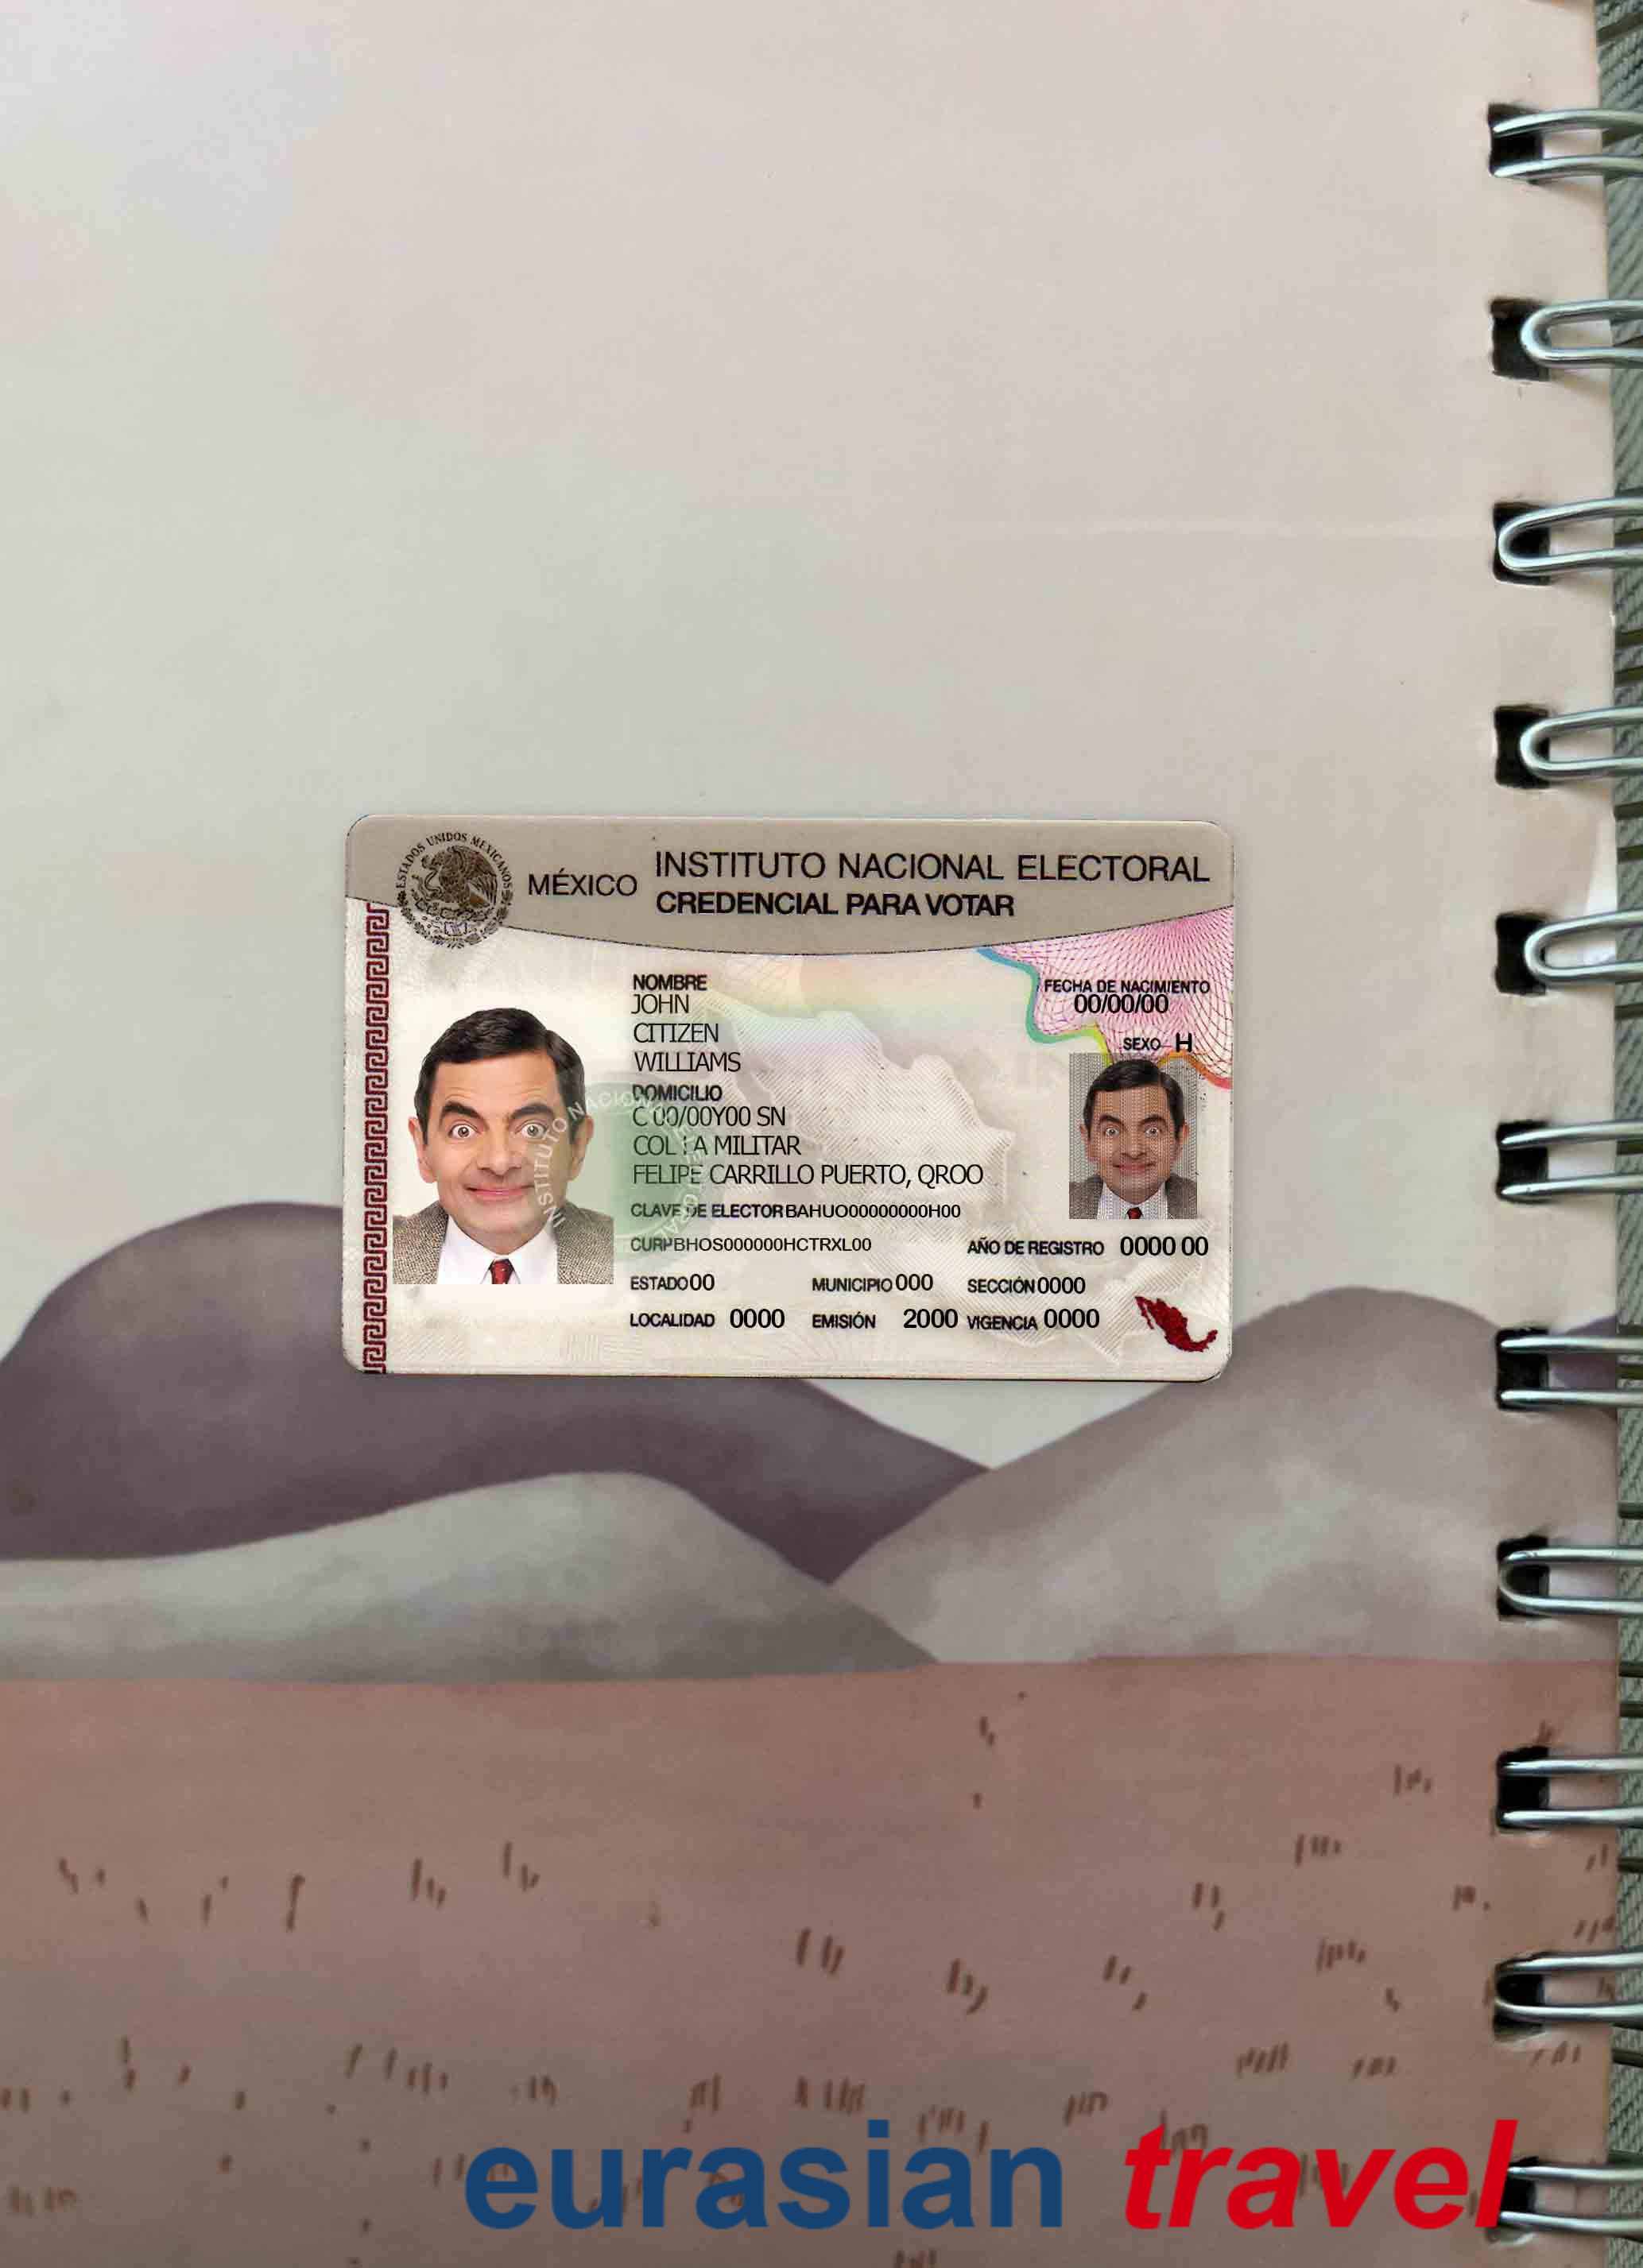 ESTADOS UNIDOS MEXICANOS
MÉXICO
INSTITUTO NACIONAL ELECTORAL
CREDENCIAL PARA VOTAR
NOMBRE
JOHN
CITIZEN
WILLIAMS
FECHA DE NACIMIENTO
00/00/00
SEXO H
DOMICILIO
C 00/00Y00 SN
COL A MILITAR
FELIPE CARRILLO PUERTO, QROO
INSTITUTO NACIONAL ELECTORAL
CLAVE DE ELECTOR BAHUO00000000H00
CURP BHOS000000HCTRXL00
AÑO DE REGISTRO 0000 00
ESTADO 00 MUNICIPIO 000 SECCIÓN 0000
LOCALIDAD 0000 EMISIÓN 2000 VIGENCIA 0000
eurasian travel